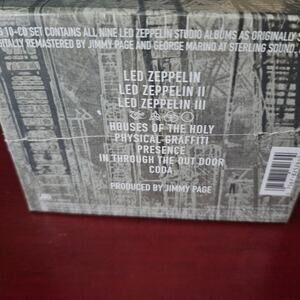 10-CD SET CONTAINS ALL NINE LED ZEPPELIN STUDIO ALBUMS AS ORIGINALLY
DIGITALLY REMASTERED BY JIMMY PAGE AND GEORGE MARINO AT STERLING SOUND,
LED ZEPPELIN
LED ZEPPELIN II
LED ZEPPELIN III
HOUSES OF THE HOLY
PHYSICAL GRAFFITI
PRESENCE
IN THROUGH THE OUT DOOR
CODA
PRODUCED BY JIMMY PAGE